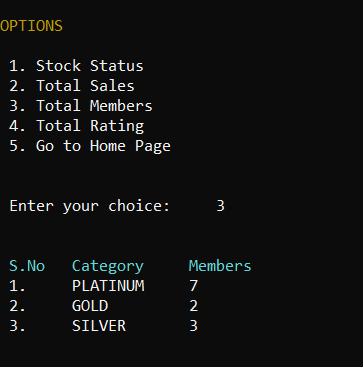 OPTIONS
1. Stock Status
2. Total Sales
3. Total Members
4. Total Rating
5. Go to Home Page
Enter your choice: 3
S.No Category Members
1. PLATINUM 7
2. GOLD 2
3. SILVER 3